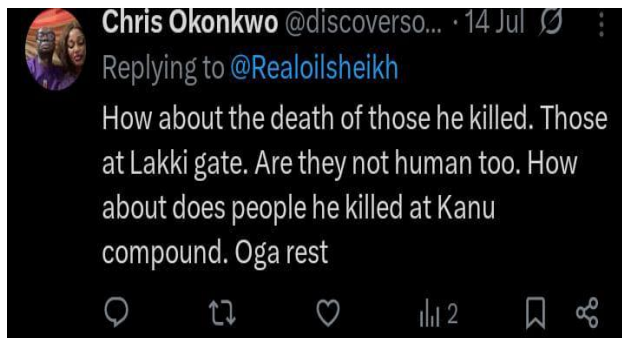 Chris Okonkwo @discoverso... · 14 Jul
Replying to @Realoilsheikh
How about the death of those he killed. Those
at Lakki gate. Are they not human too. How
about does people he killed at Kanu
compound. Oga rest
2